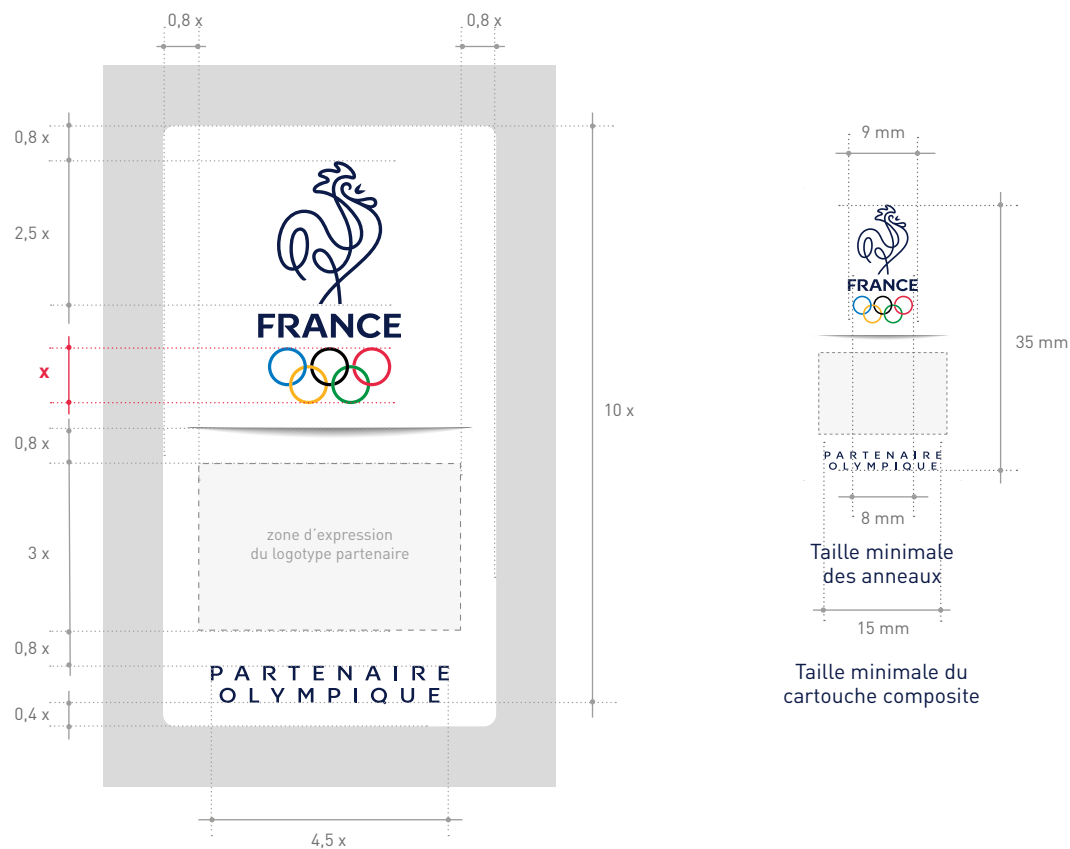 0,8 x
0,8 x
0,8 x
2,5 x
FRANCE
x
0,8 x
zone d'expression
du logotype partenaire
3 x
0,8 x
PARTENAIRE
OLYMPIQUE
0,4 x
4,5 x
10 x
9 mm
FRANCE
35 mm
PARTENAIRE
OLYMPIQUE
8 mm
Taille minimale
des anneaux
15 mm
Taille minimale du
cartouche composite